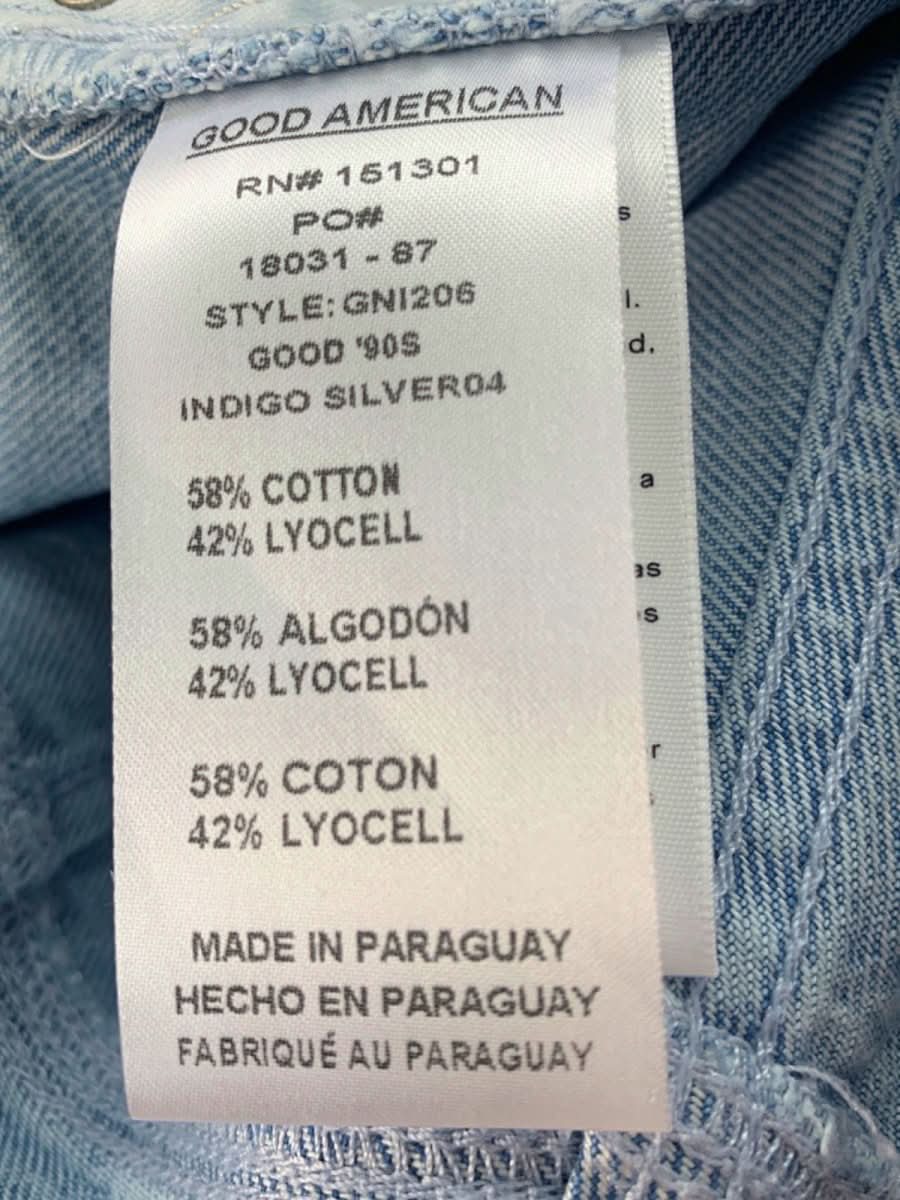 GOOD AMERICAN
RN# 151301
PO#
18031 - 87
STYLE: GNI206
GOOD '90S
INDIGO SILVER04
58% COTTON
42% LYOCELL
58% ALGODÓN
42% LYOCELL
58% COTON
42% LYOCELL
MADE IN PARAGUAY
HECHO EN PARAGUAY
FABRIQUÉ AU PARAGUAY